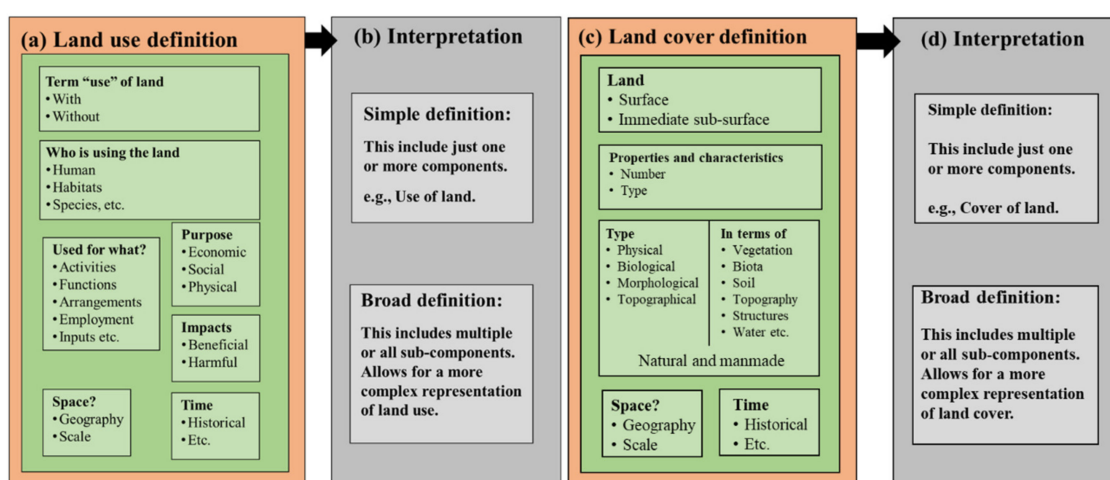 (a) Land use definition
Term “use” of land
• With
• Without
Who is using the land
• Human
• Habitats
• Species, etc.
Used for what?
• Activities
• Functions
• Arrangements
• Employment
• Inputs etc.
Purpose
• Economic
• Social
• Physical
Impacts
• Beneficial
• Harmful
Space?
• Geography
• Scale
Time
• Historical
• Etc.
(b) Interpretation
Simple definition:
This include just one
or more components.
e.g., Use of land.
Broad definition:
This includes multiple
or all sub-components.
Allows for a more
complex representation
of land use.
(c) Land cover definition
Land
• Surface
• Immediate sub-surface
Properties and characteristics
• Number
• Type
Type
• Physical
• Biological
• Morphological
• Topographical
In terms of
• Vegetation
• Biota
• Soil
• Topography
• Structures
• Water etc.
Natural and manmade
Space?
• Geography
• Scale
Time
• Historical
• Etc.
(d) Interpretation
Simple definition:
This include just one
or more components.
e.g., Cover of land.
Broad definition:
This includes multiple
or all sub-components.
Allows for a more
complex representation
of land cover.